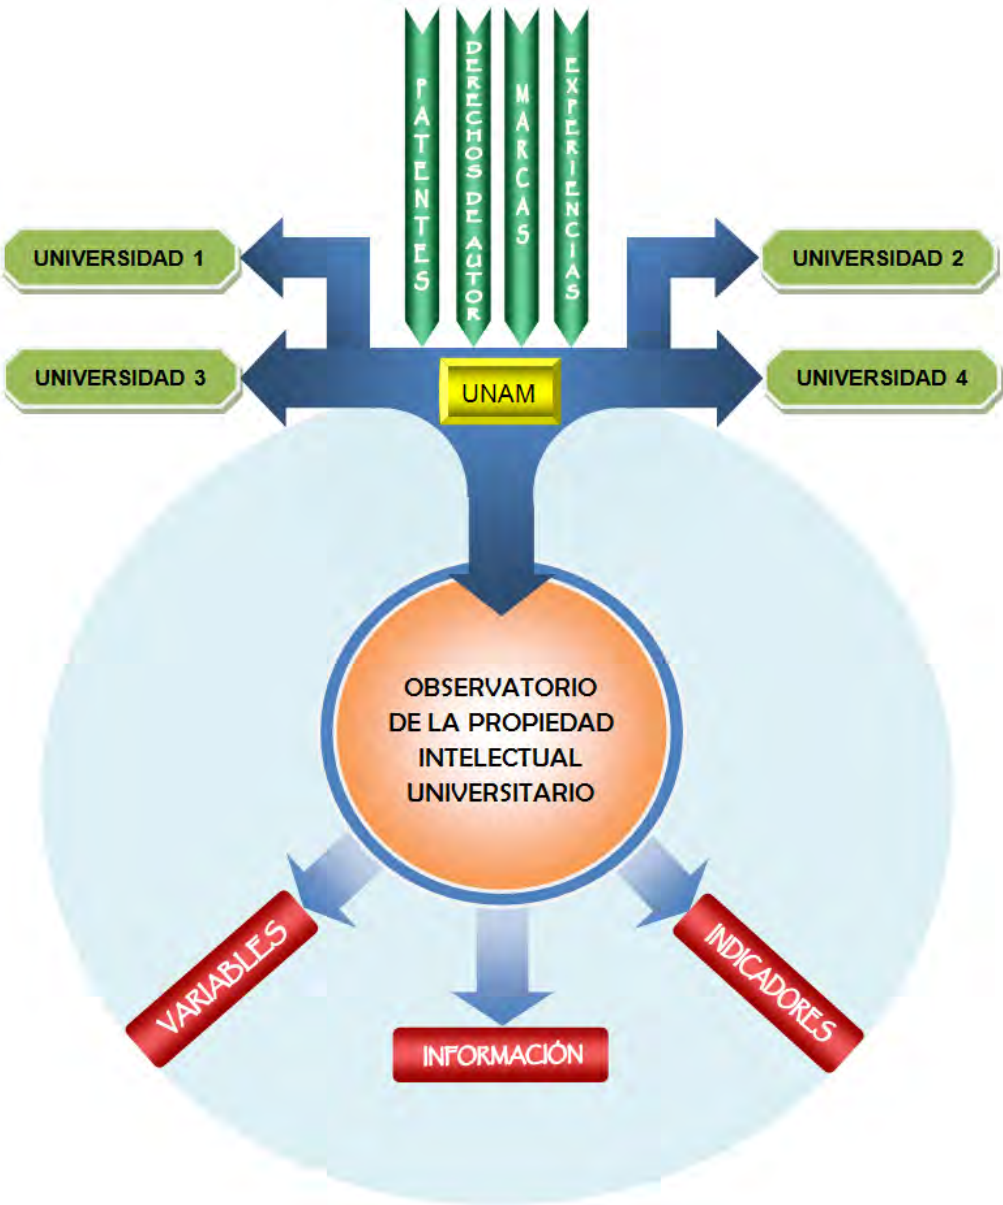 PATENTES
DERECHOS DE AUTOR
MARCAS
EXPERIENCIAS
UNIVERSIDAD 1
UNIVERSIDAD 2
UNIVERSIDAD 3
UNAM
UNIVERSIDAD 4
OBSERVATORIO
DE LA PROPIEDAD
INTELECTUAL
UNIVERSITARIO
VARIABLES
INFORMACIÓN
INDICADORES